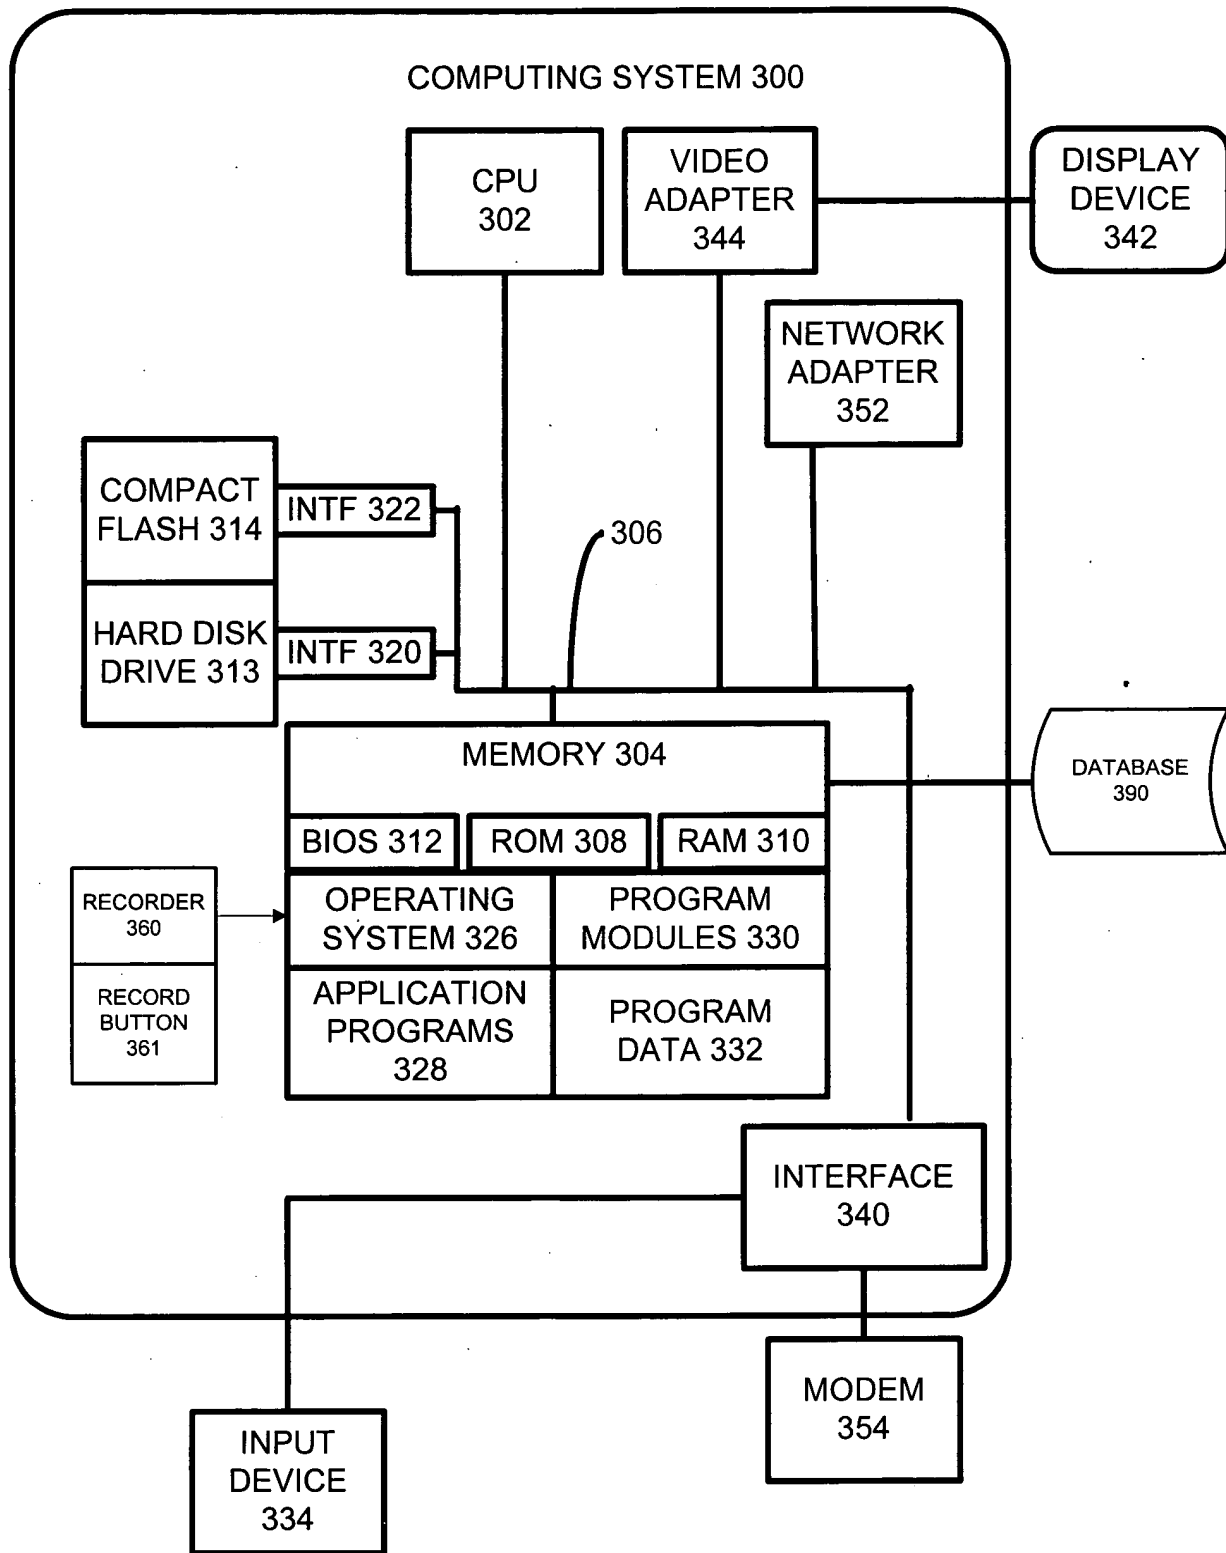 COMPUTING SYSTEM 300
CPU
302
VIDEO
ADAPTER
344
DISPLAY
DEVICE
342
NETWORK
ADAPTER
352
COMPACT
FLASH 314
INTF 322
306
HARD DISK
DRIVE 313
INTF 320
MEMORY 304
DATABASE
390
BIOS 312
ROM 308
RAM 310
RECORDER
360
OPERATING
SYSTEM 326
PROGRAM
MODULES 330
RECORD
BUTTON
361
APPLICATION
PROGRAMS
328
PROGRAM
DATA 332
INTERFACE
340
MODEM
354
INPUT
DEVICE
334